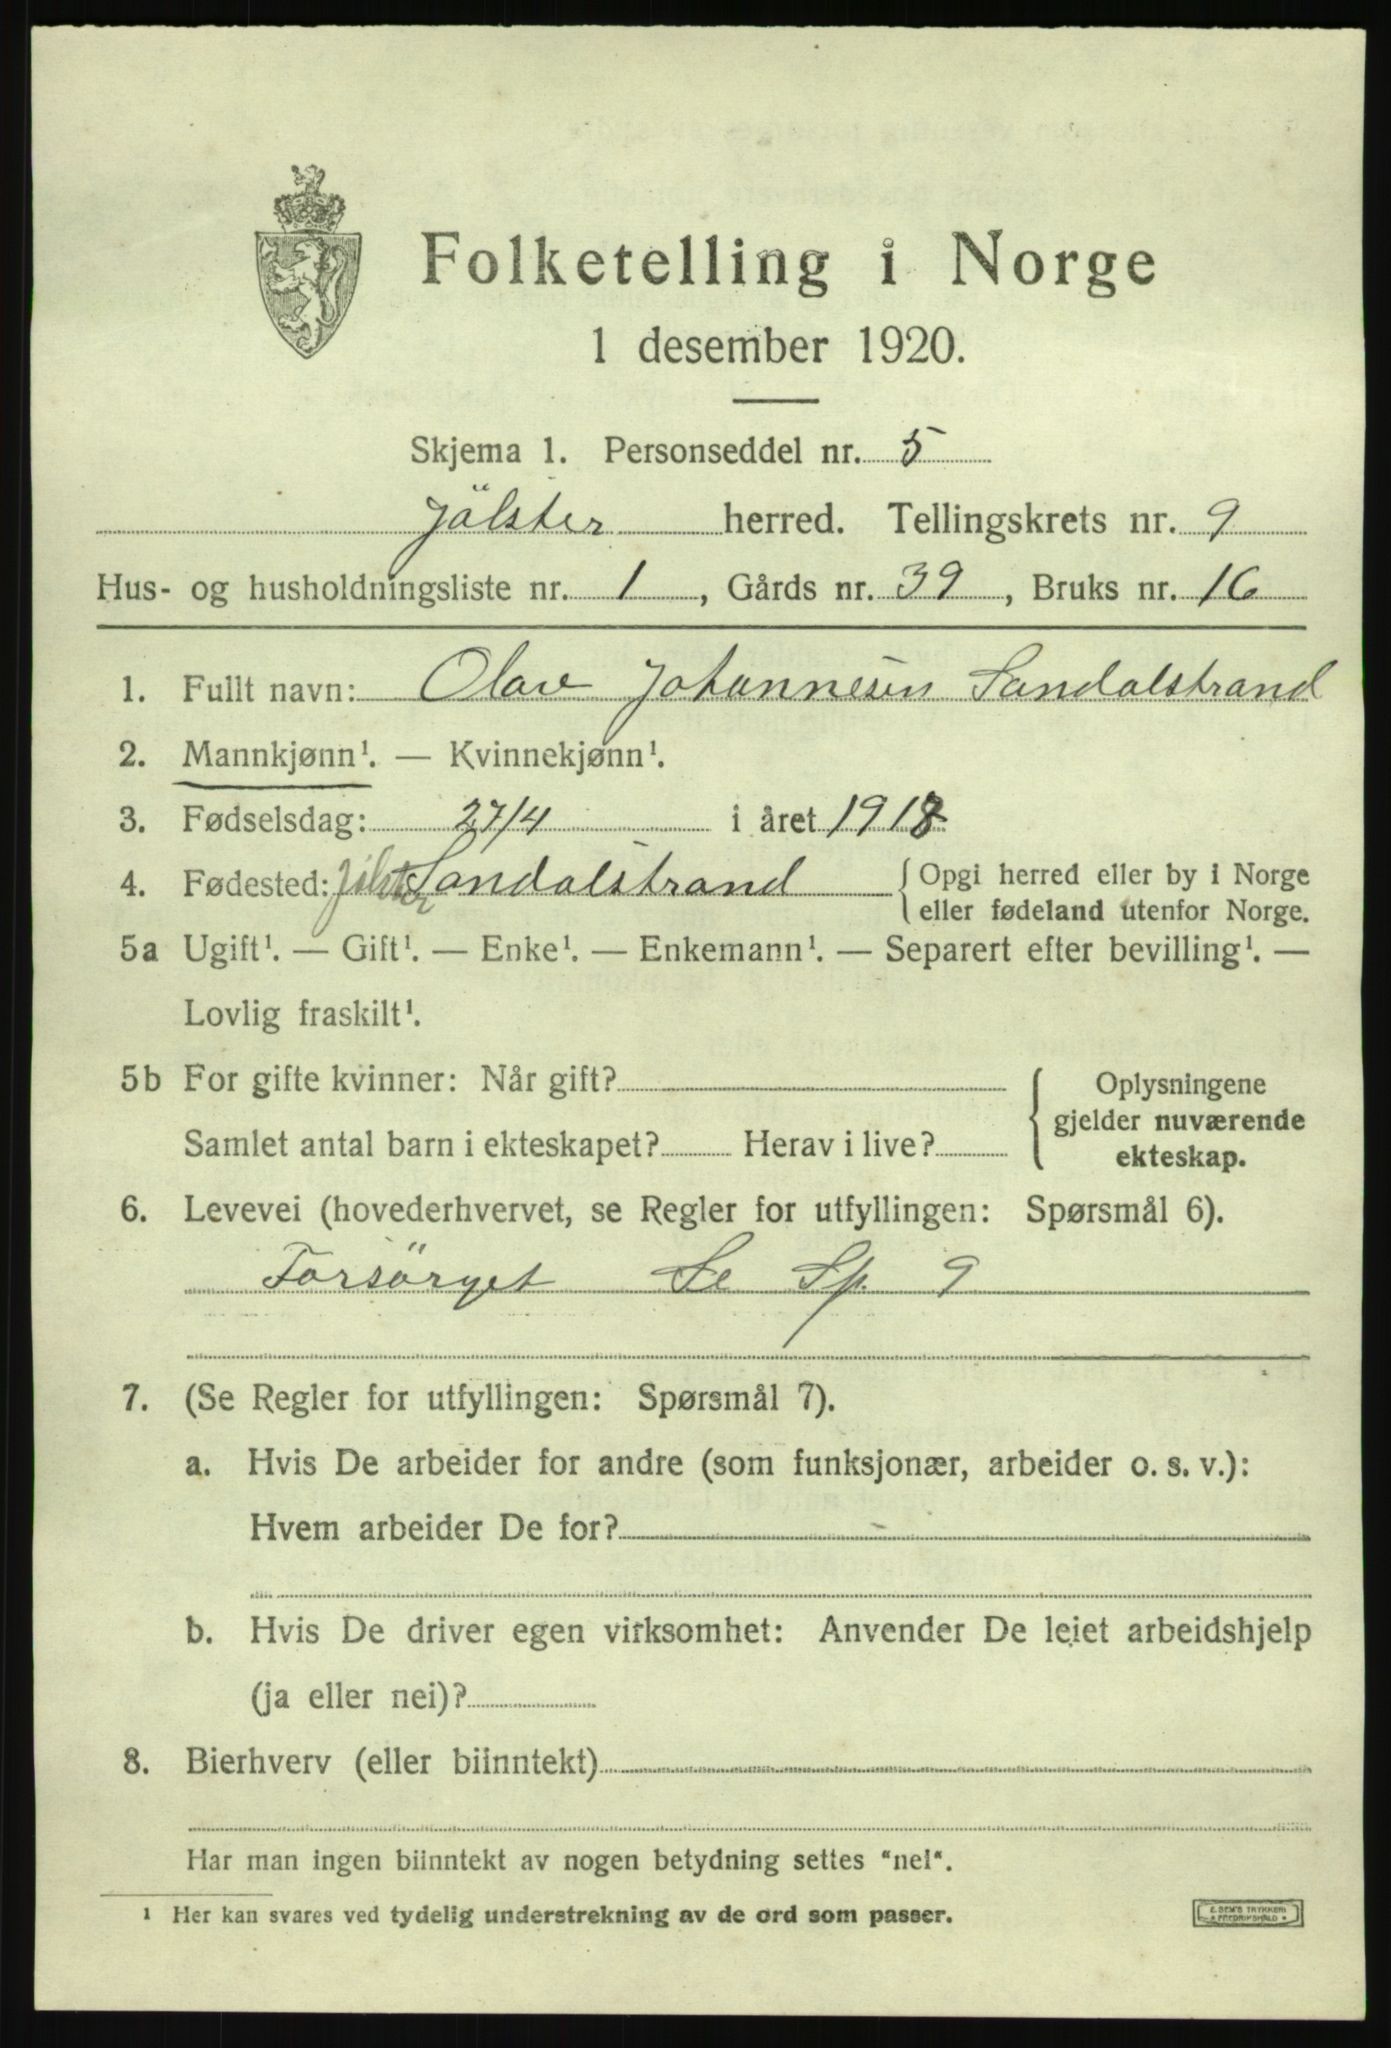 Folketelling i Norge
1 desember 1920.
Skjema 1. Personseddel nr. 5
Jölster herred. Tellingskrets nr. 9
Hus- og husholdningsliste nr. 1, Gårds nr. 39, Bruks nr. 16
1. Fullt navn: Olav Johannesen Sandalstrand
2. Mannkjønn¹. — Kvinnekjønn¹.
3. Fødselsdag: 27/4 i året 1918
4. Fødested: Jölster Sandalstrand { Opgi herred eller by i Norge
eller fødeland utenfor Norge.
5a Ugift¹. — Gift¹. — Enke¹. — Enkemann¹. — Separert efter bevilling¹. —
Lovlig fraskilt¹.
5b For gifte kvinner: Når gift?
Samlet antal barn i ekteskapet? Herav i live?
{ Oplysningene
gjelder nuværende
ekteskap.
6. Levevei (hovederhvervet, se Regler for utfyllingen: Spørsmål 6).
Forsörget Se Sp. 9
7. (Se Regler for utfyllingen: Spørsmål 7).
a. Hvis De arbeider for andre (som funksjonær, arbeider o. s. v.):
Hvem arbeider De for?
b. Hvis De driver egen virksomhet: Anvender De leiet arbeidshjelp
(ja eller nei)?
8. Bierhverv (eller biinntekt)
Har man ingen biinntekt av nogen betydning settes "nei".
¹ Her kan svares ved tydelig understrekning av de ord som passer.
E. SEM'S TRYKKERI
FREDRIKSHALD